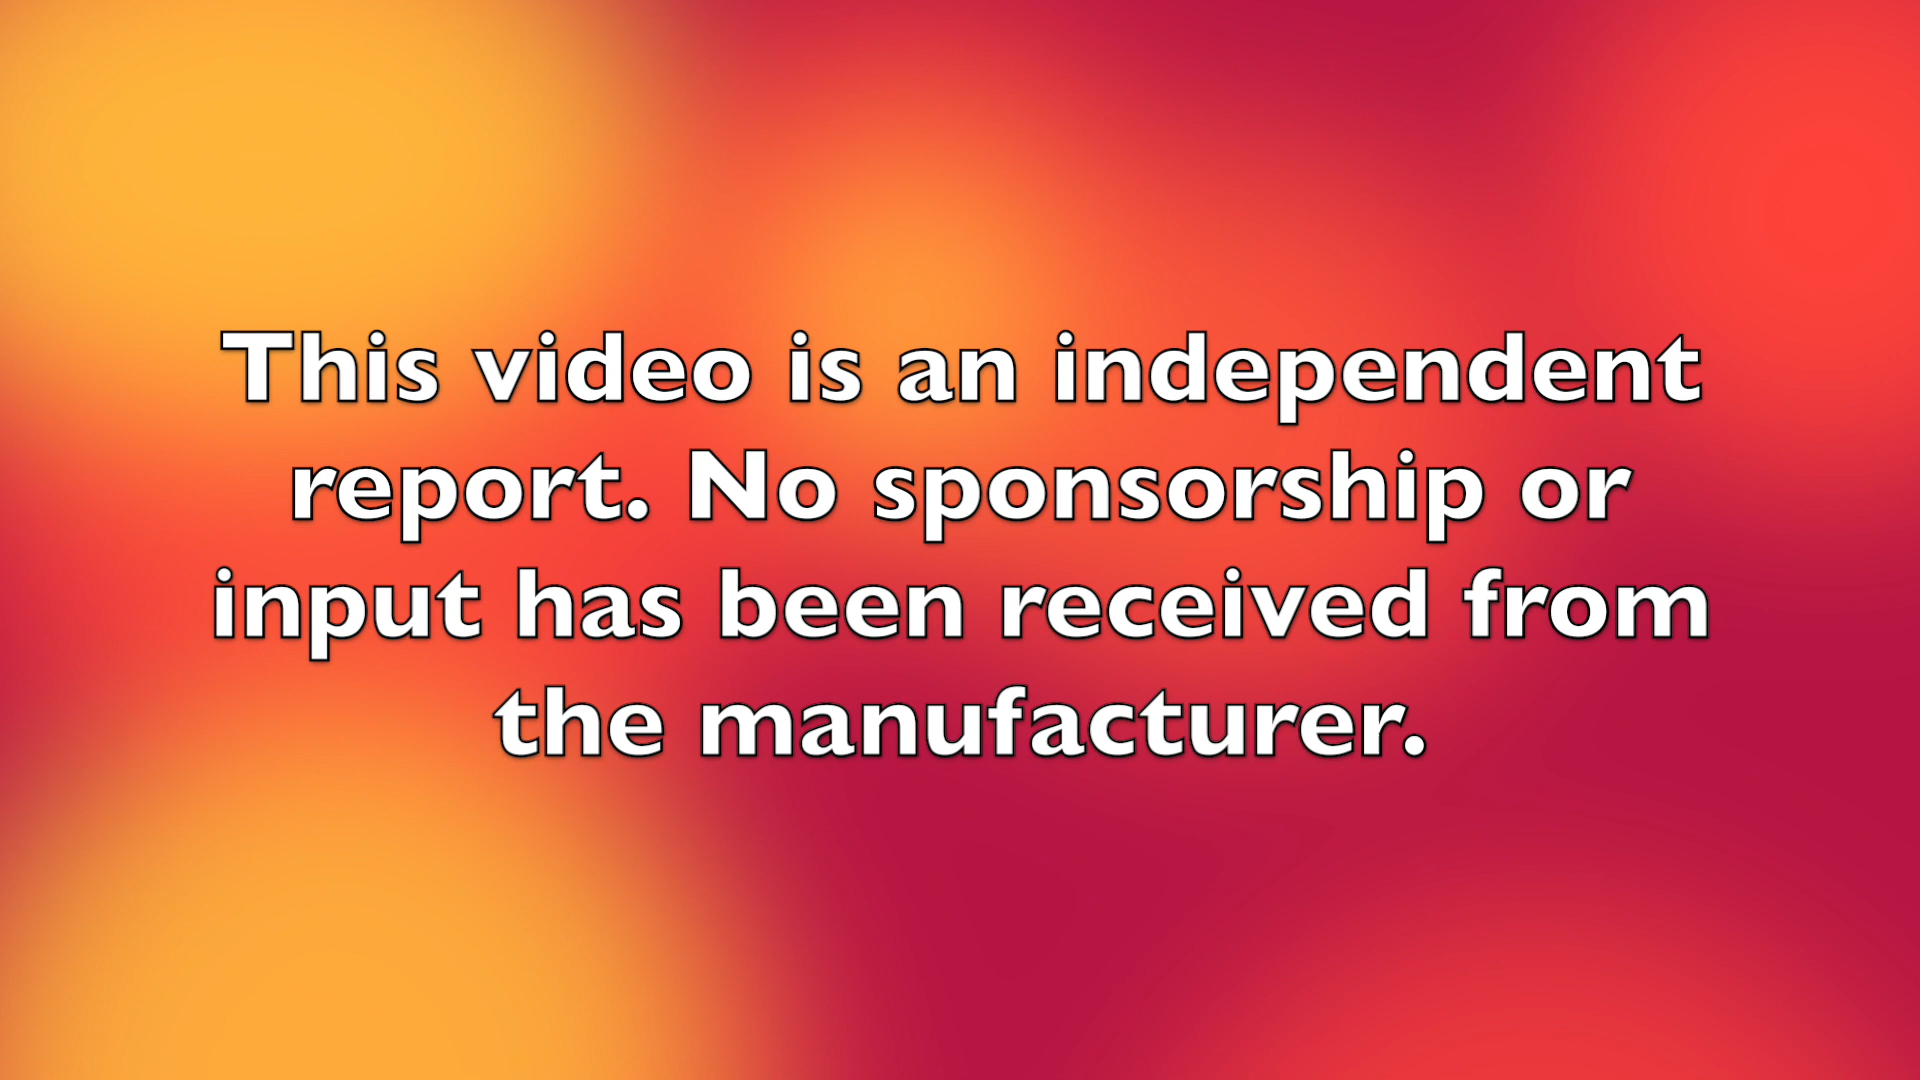 This video is an independent
report. No sponsorship or
input has been received from
the manufacturer.